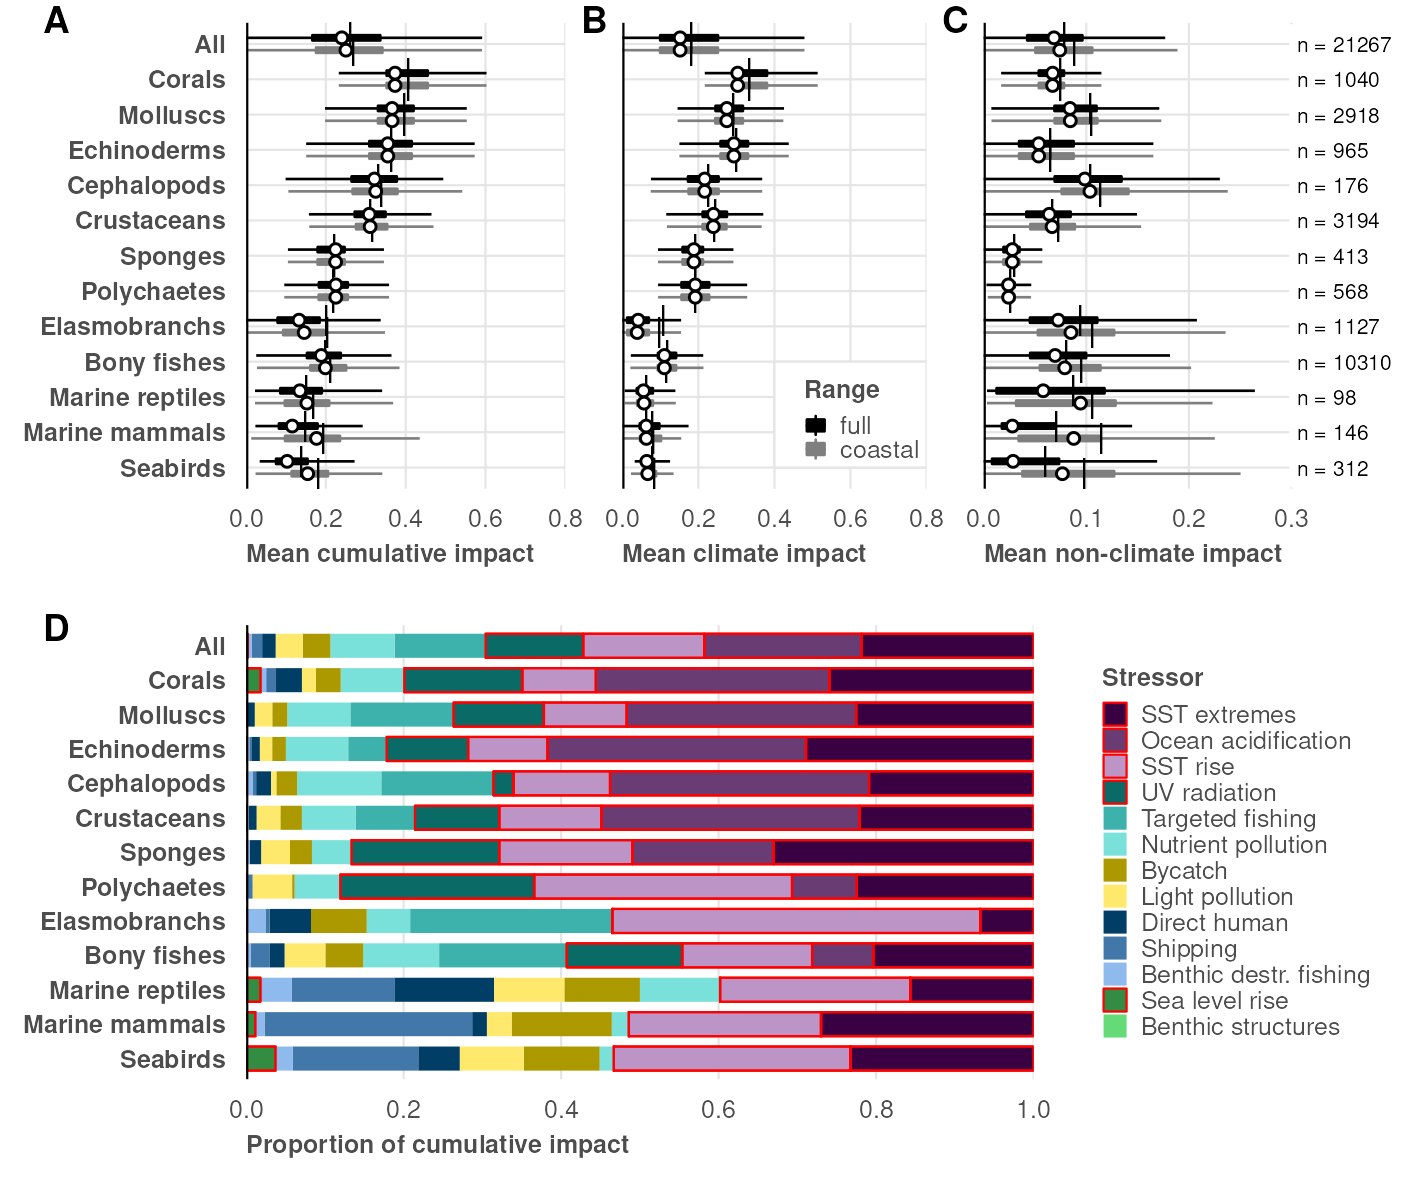 A
B
C
All
Corals
Molluscs
Echinoderms
Cephalopods
Crustaceans
Sponges
Polychaetes
Elasmobranchs
Bony fishes
Marine reptiles
Marine mammals
Seabirds
Range
full
coastal
n = 21267
n = 1040
n = 2918
n = 965
n = 176
n = 3194
n = 413
n = 568
n = 1127
n = 10310
n = 98
n = 146
n = 312
0.0 0.2 0.4 0.6 0.8
Mean cumulative impact
0.0 0.2 0.4 0.6 0.8
Mean climate impact
0.0 0.1 0.2 0.3
Mean non-climate impact
D
All
Corals
Molluscs
Echinoderms
Cephalopods
Crustaceans
Sponges
Polychaetes
Elasmobranchs
Bony fishes
Marine reptiles
Marine mammals
Seabirds
0.0 0.2 0.4 0.6 0.8 1.0
Proportion of cumulative impact
Stressor
SST extremes
Ocean acidification
SST rise
UV radiation
Targeted fishing
Nutrient pollution
Bycatch
Light pollution
Direct human
Shipping
Benthic destr. fishing
Sea level rise
Benthic structures